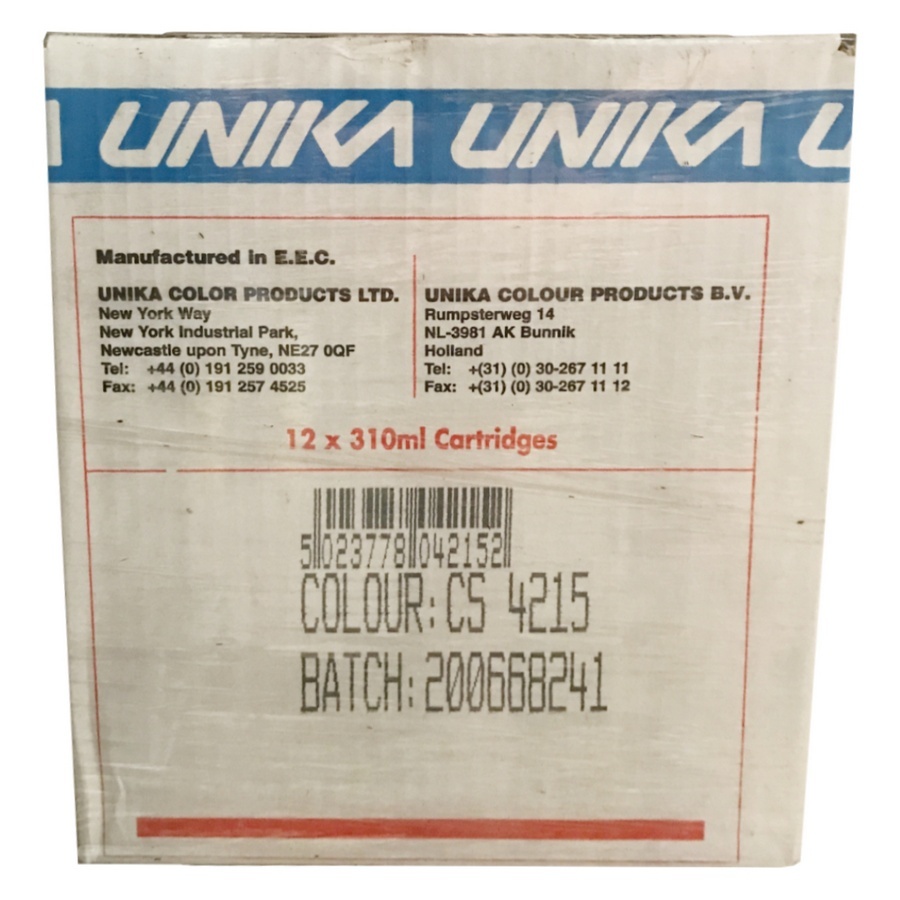 UNIKA UNIKA U
Manufactured in E.E.C.
UNIKA COLOR PRODUCTS LTD.
New York Way
New York Industrial Park,
Newcastle upon Tyne, NE27 0QF
Tel: +44 (0) 191 259 0033
Fax: +44 (0) 191 257 4525
UNIKA COLOUR PRODUCTS B.V.
Rumpsterweg 14
NL-3981 AK Bunnik
Holland
Tel: +(31) (0) 30-267 11 11
Fax: +(31) (0) 30-267 11 12
12 x 310ml Cartridges
5 023778 042152
COLOUR: CS 4215
BATCH: 200668241